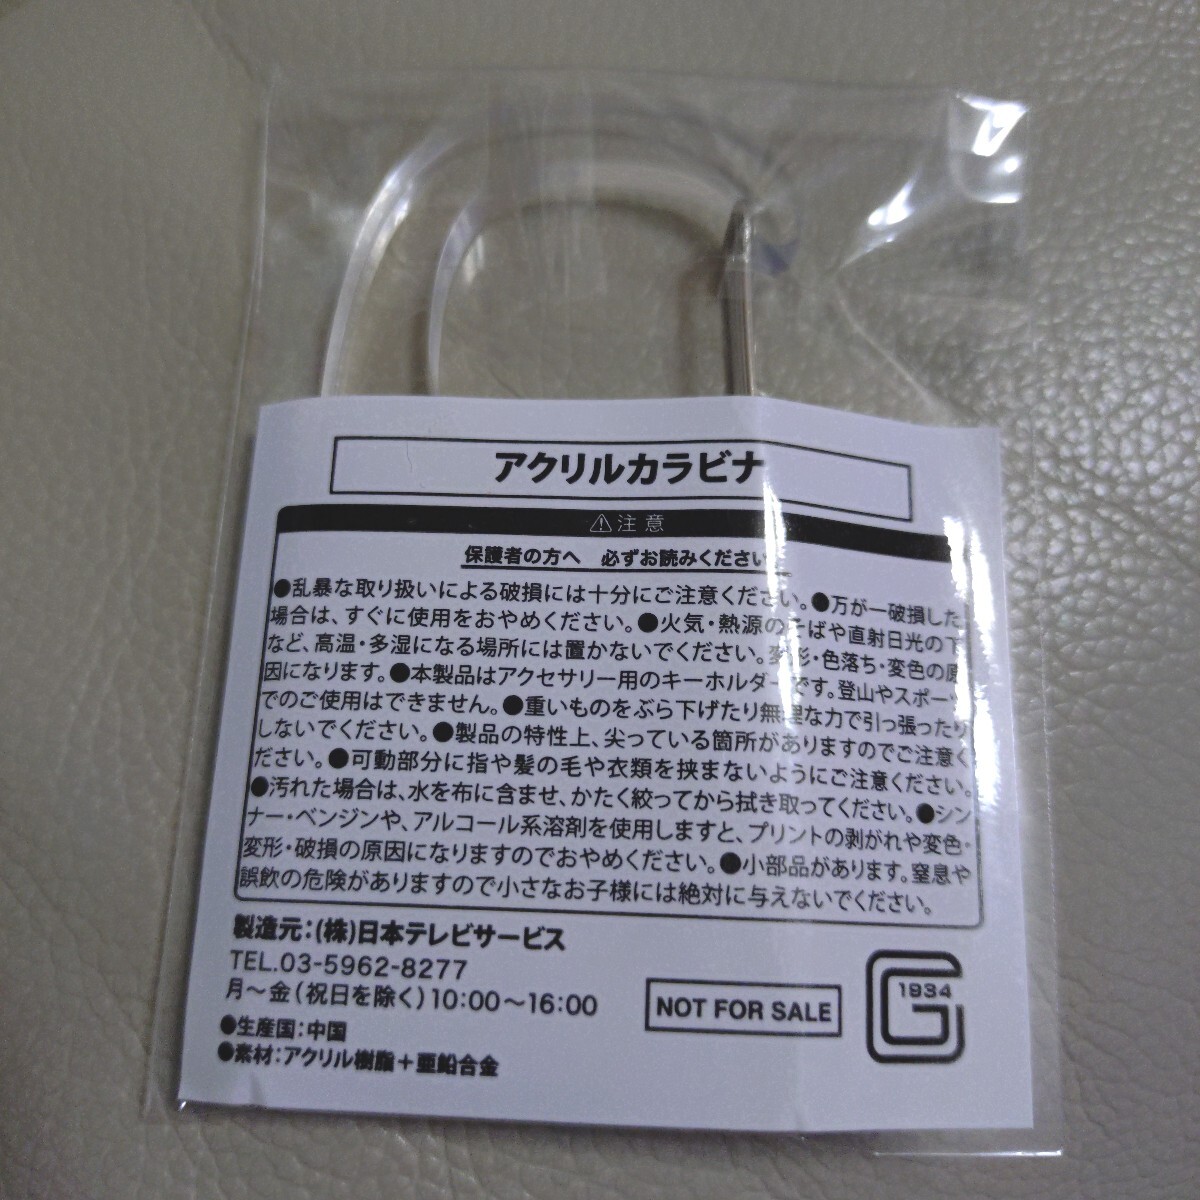 アクリルカラビナ
⚠注意
保護者の方へ 必ずお読みください
●乱暴な取り扱いによる破損には十分にご注意ください。●万が一破損した
場合は、すぐに使用をおやめください。●火気・熱源のそばや直射日光の下
など、高温・多湿になる場所には置かないでください。変形・色落ち・変色の原
因になります。●本製品はアクセサリー用のキーホルダーです。登山やスポーツ
でのご使用はできません。●重いものをぶら下げたり無理な力で引っ張ったり
しないでください。●製品の特性上、尖っている箇所がありますのでご注意く
ださい。●可動部分に指や髪の毛や衣類を挟まないようにご注意ください。
●汚れた場合は、水を布に含ませ、かたく絞ってから拭き取ってください。●シン
ナー・ベンジンや、アルコール系溶剤を使用しますと、プリントの剥がれや変色・
変形・破損の原因になりますのでおやめください。●小部品があります。窒息や
誤飲の危険がありますので小さなお子様には絶対に与えないでください。
製造元:(株)日本テレビサービス
TEL.03-5962-8277
月～金(祝日を除く)10:00～16:00
●生産国:中国
●素材:アクリル樹脂+亜鉛合金
NOT FOR SALE
G 1934